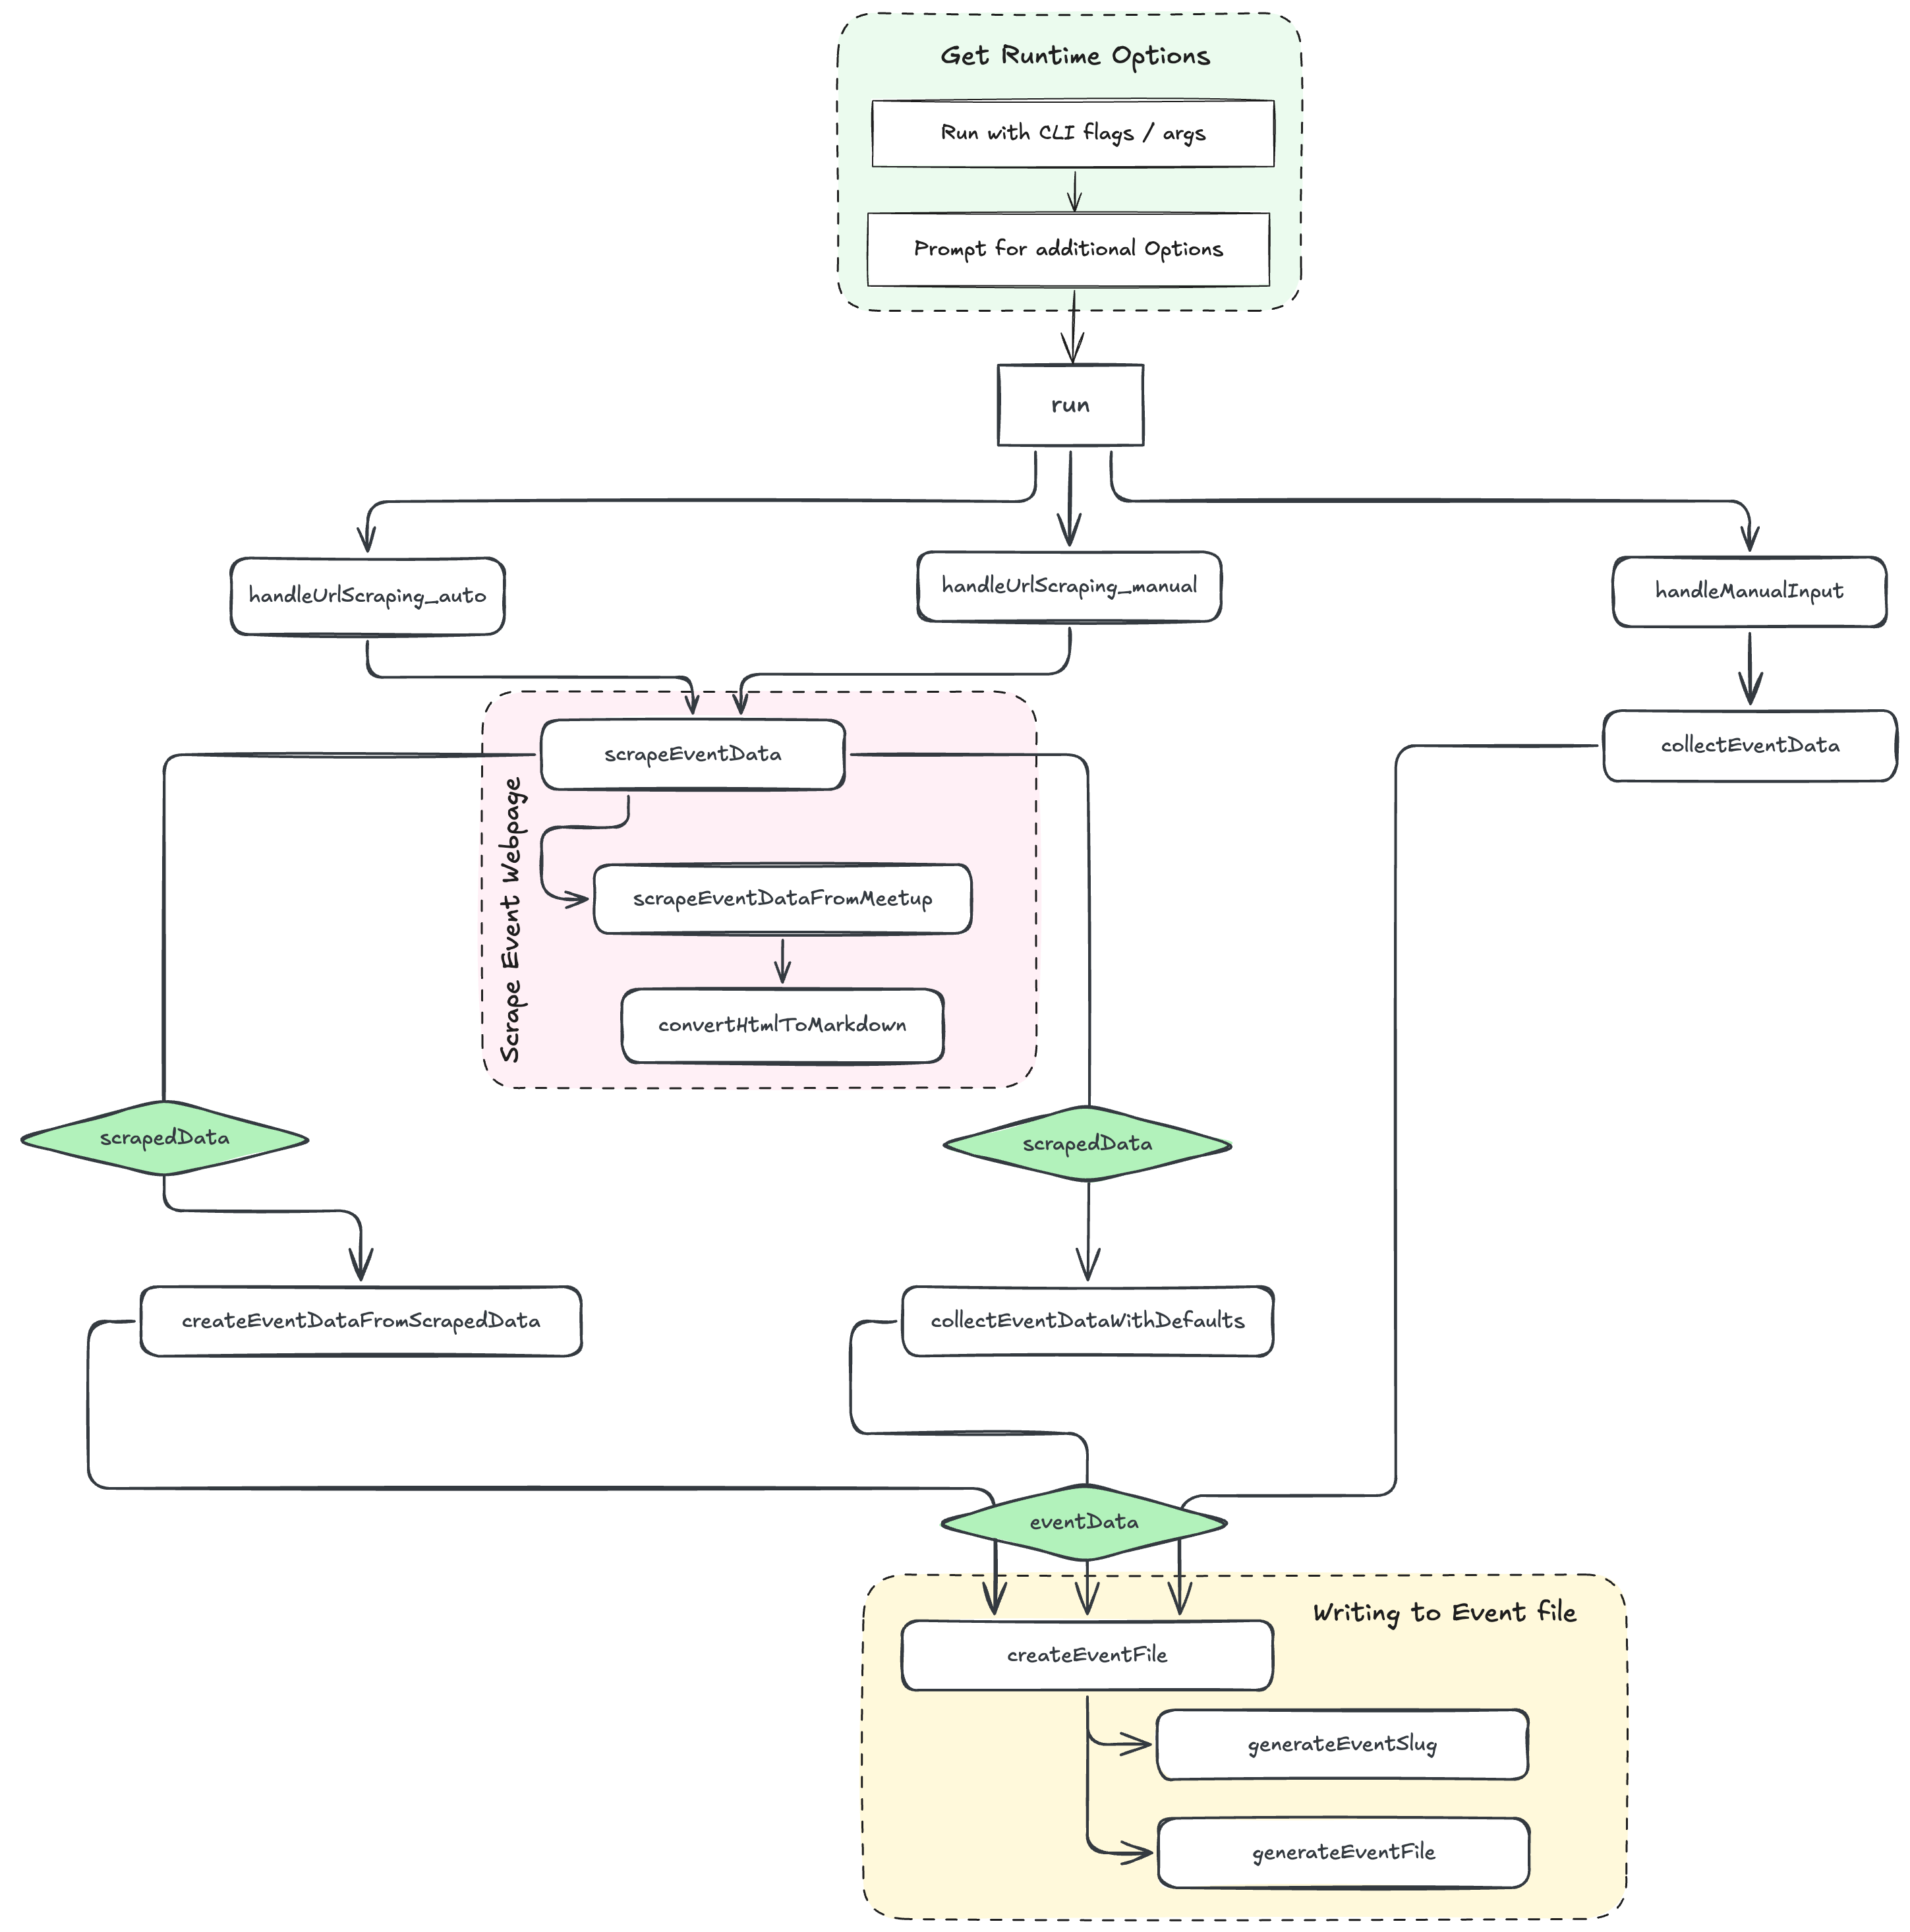 Get Runtime Options
Run with CLI flags / args
Prompt for additional Options
run
handleUrlScraping_auto
handleUrlScraping_manual
handleManualInput
scrapeEventData
collectEventData
Scrape Event Webpage
scrapeEventDataFromMeetup
convertHtmlToMarkdown
scrapedData
scrapedData
createEventDataFromScrapedData
collectEventDataWithDefaults
eventData
Writing to Event file
createEventFile
generateEventSlug
generateEventFile